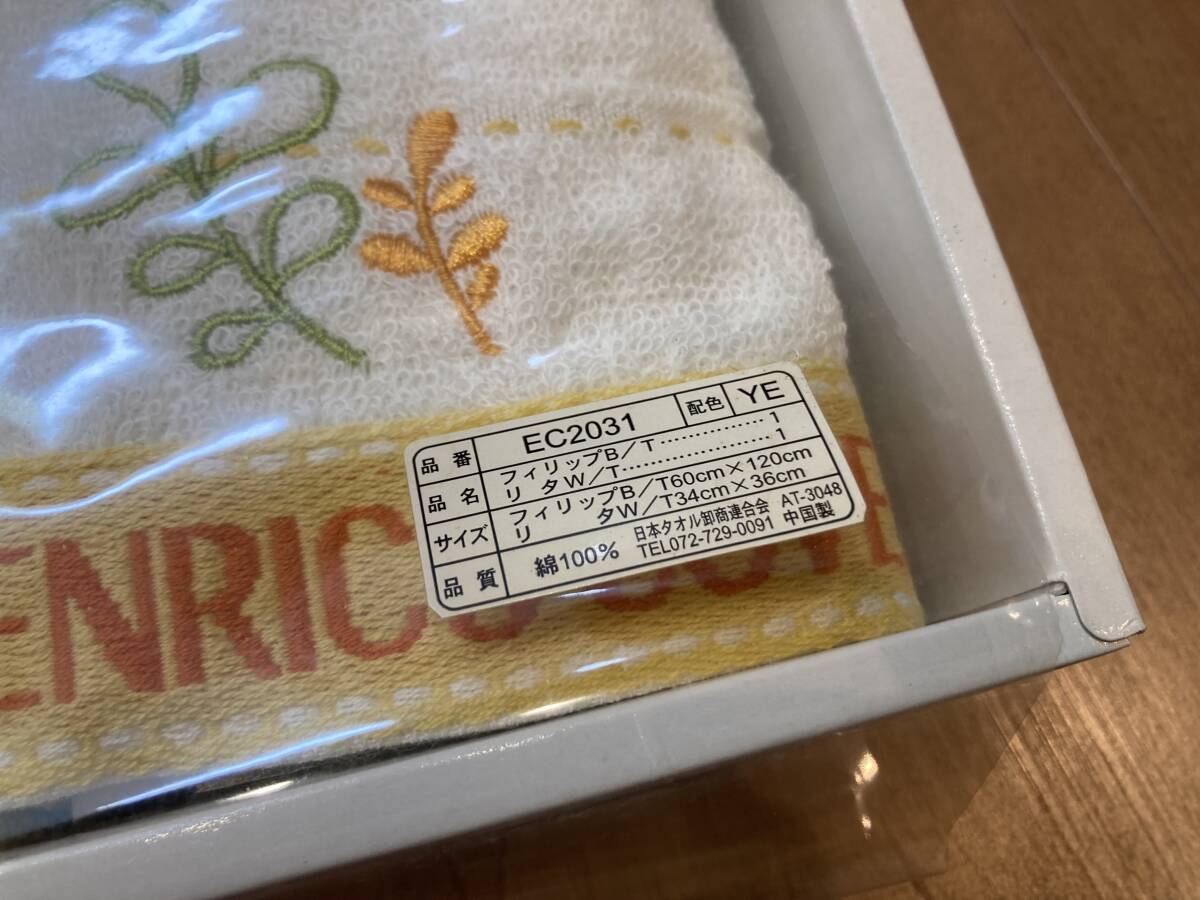 品番 EC2031 配色 YE
品名 フィリップB/T……………1
リ タW/T…………………1
サイズ フィリップB/T60cm×120cm
リ タW/T34cm×36cm
品質 綿100% 日本タオル卸商連合会 AT-3048
TEL072-729-0091 中国製
ENRICO